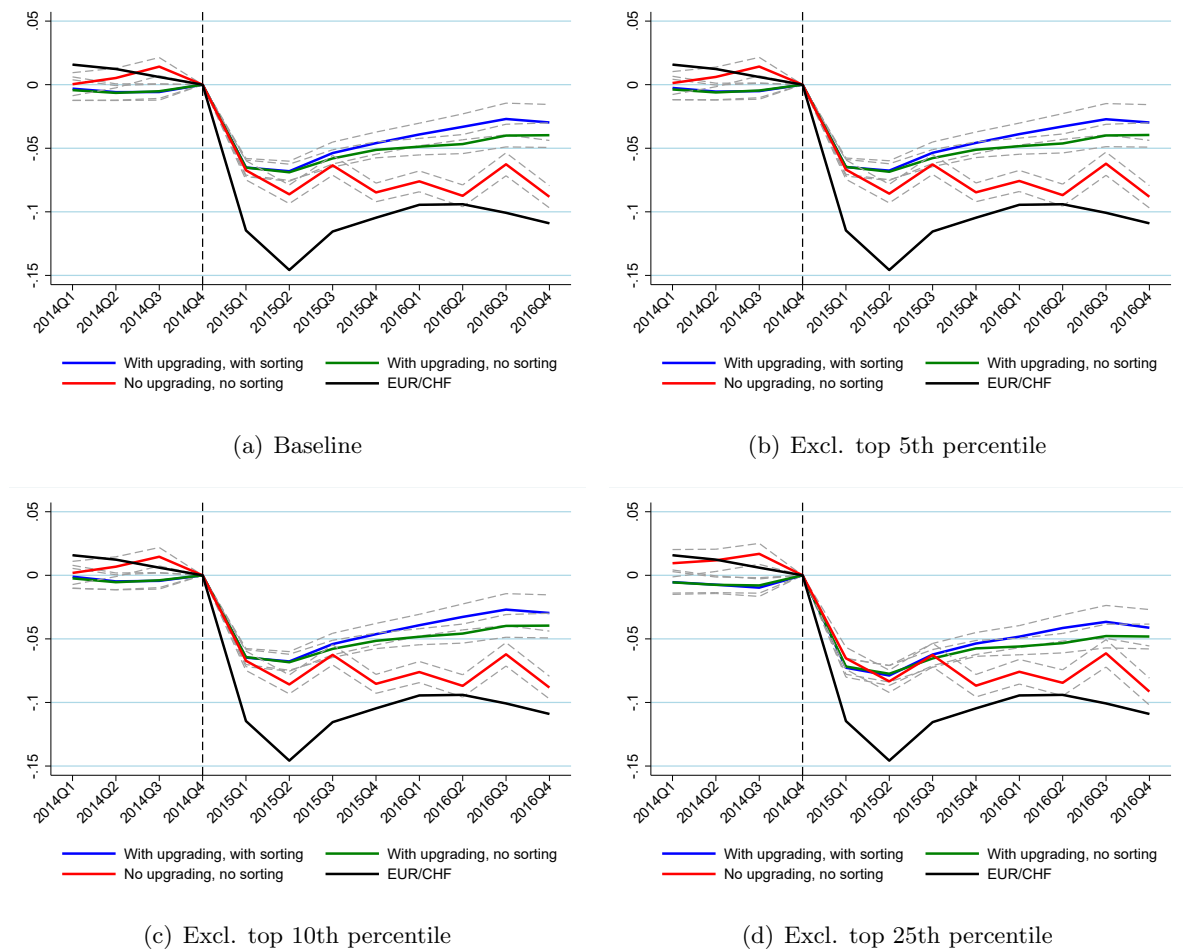 .05
0
-.05
-.1
-.15
2014Q1 2014Q2 2014Q3 2014Q4 2015Q1 2015Q2 2015Q3 2015Q4 2016Q1 2016Q2 2016Q3 2016Q4
With upgrading, with sorting With upgrading, no sorting
No upgrading, no sorting EUR/CHF
(a) Baseline
.05
0
-.05
-.1
-.15
2014Q1 2014Q2 2014Q3 2014Q4 2015Q1 2015Q2 2015Q3 2015Q4 2016Q1 2016Q2 2016Q3 2016Q4
With upgrading, with sorting With upgrading, no sorting
No upgrading, no sorting EUR/CHF
(b) Excl. top 5th percentile
.05
0
-.05
-.1
-.15
2014Q1 2014Q2 2014Q3 2014Q4 2015Q1 2015Q2 2015Q3 2015Q4 2016Q1 2016Q2 2016Q3 2016Q4
With upgrading, with sorting With upgrading, no sorting
No upgrading, no sorting EUR/CHF
(c) Excl. top 10th percentile
.05
0
-.05
-.1
-.15
2014Q1 2014Q2 2014Q3 2014Q4 2015Q1 2015Q2 2015Q3 2015Q4 2016Q1 2016Q2 2016Q3 2016Q4
With upgrading, with sorting With upgrading, no sorting
No upgrading, no sorting EUR/CHF
(d) Excl. top 25th percentile